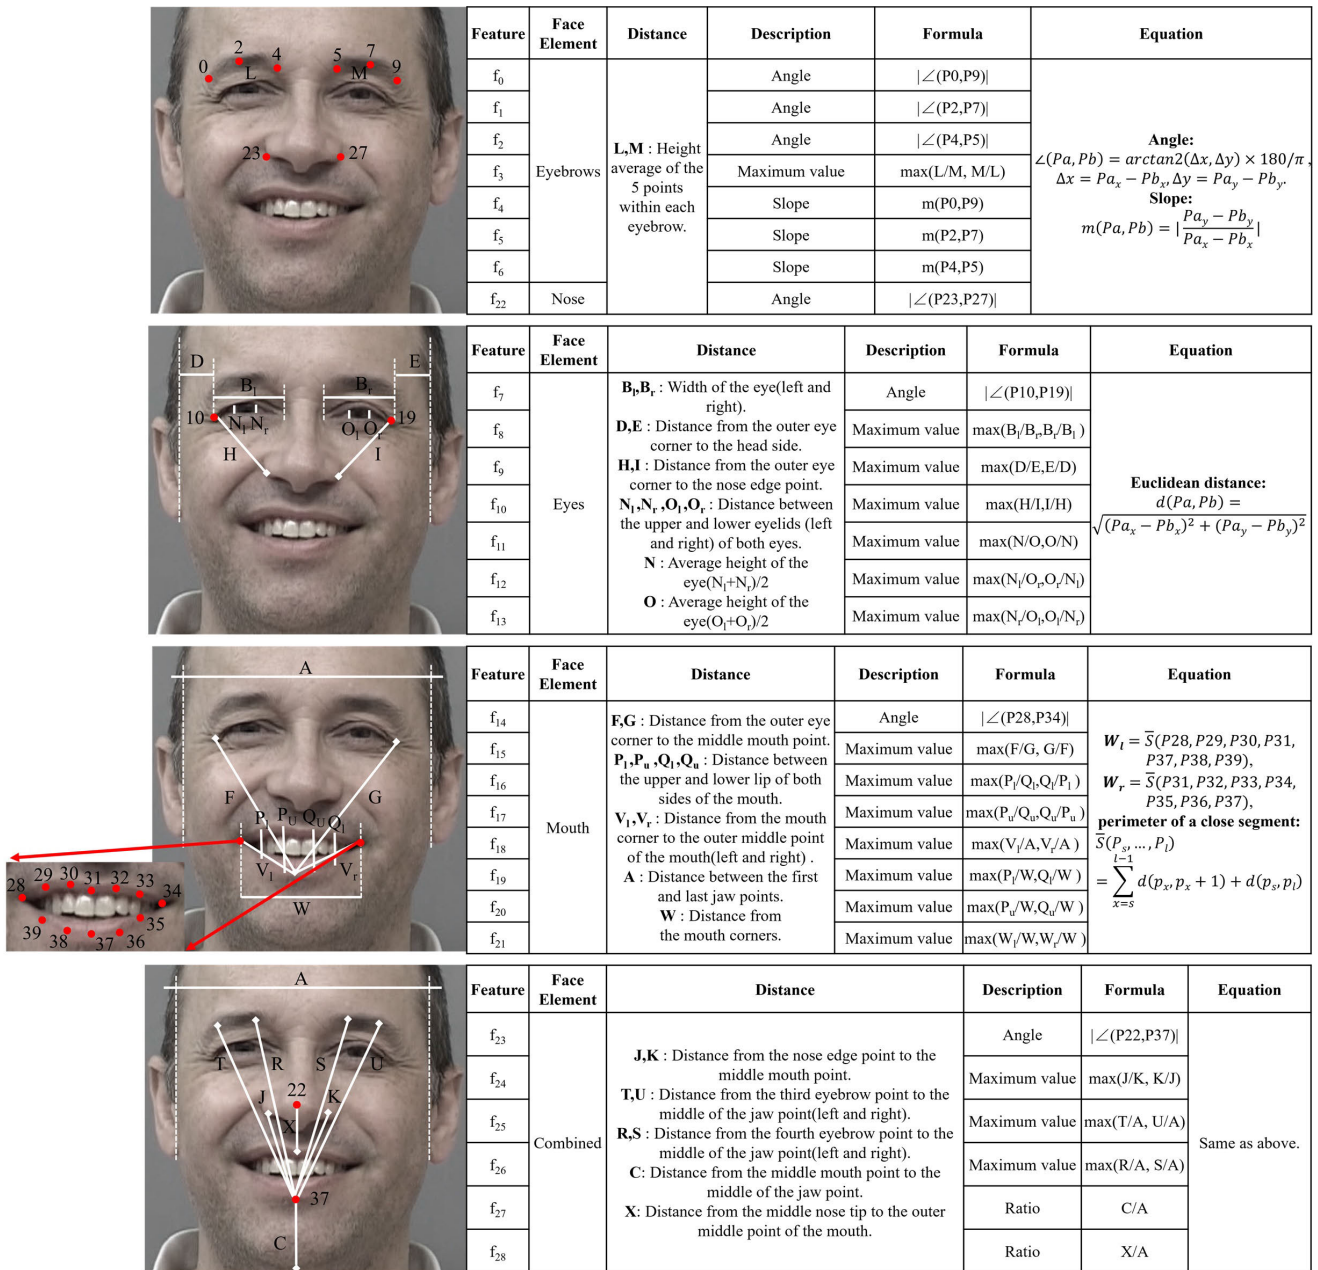 0
2
4
5
7
9
L
M
23
27
Feature Face Element Distance Description Formula Equation
f0 Angle |∠(P0,P9)|
f1 Angle |∠(P2,P7)|
f2 Angle |∠(P4,P5)|
f3 Maximum value max(L/M, M/L)
f4 Slope m(P0,P9)
f5 Slope m(P2,P7)
f6 Slope m(P4,P5)
f22 Nose Angle |∠(P23,P27)|
Eyebrows
L,M : Height
average of the
5 points
within each
eyebrow.
Angle:
∠(Pa, Pb) = arctan2(Δx, Δy) × 180/π ,
Δx = Pax − Pbx, Δy = Pay − Pby.
Slope:
m(Pa, Pb) = |(Pay − Pby)/(Pax − Pbx)|
D
E
Bl
Br
10
Nl Nr
Ol Or
19
H
I
Feature Face Element Distance Description Formula Equation
f7 Angle |∠(P10,P19)|
f8 Maximum value max(Bl/Br,Br/Bl )
f9 Maximum value max(D/E,E/D)
f10 Maximum value max(H/I,I/H)
f11 Maximum value max(N/O,O/N)
f12 Maximum value max(Nl/Or,Or/Nl)
f13 Maximum value max(Nr/Ol,Ol/Nr)
Eyes
Bl,Br : Width of the eye(left and
right).
D,E : Distance from the outer eye
corner to the head side.
H,I : Distance from the outer eye
corner to the nose edge point.
Nl,Nr ,Ol,Or : Distance between
the upper and lower eyelids (left
and right) of both eyes.
N : Average height of the
eye(Nl+Nr)/2
O : Average height of the
eye(Ol+Or)/2
Euclidean distance:
d(Pa, Pb) =
√(Pax − Pbx)² + (Pay − Pby)²
A
F
G
Pl PU QU Ql
Vl
Vr
W
28
29
30
31
32
33
34
35
36
37
38
39
Feature Face Element Distance Description Formula Equation
f14 Angle |∠(P28,P34)|
f15 Maximum value max(F/G, G/F)
f16 Maximum value max(Pl/Ql,Ql/Pl )
f17 Maximum value max(Pu/Qu,Qu/Pu )
f18 Maximum value max(Vl/A,Vr/A )
f19 Maximum value max(Pl/W,Ql/W )
f20 Maximum value max(Pu/W,Qu/W )
f21 Maximum value max(Wl/W,Wr/W )
Mouth
F,G : Distance from the outer eye
corner to the middle mouth point.
Pl,Pu ,Ql,Qu : Distance between
the upper and lower lip of both
sides of the mouth.
Vl,Vr : Distance from the mouth
corner to the outer middle point
of the mouth(left and right) .
A : Distance between the first
and last jaw points.
W : Distance from
the mouth corners.
Wl = S̅(P28, P29, P30, P31,
P37, P38, P39),
Wr = S̅(P31, P32, P33, P34,
P35, P36, P37),
perimeter of a close segment:
S̅(Ps, … , Pl)
= ∑ l−1 x=s d(px, px + 1) + d(ps, pl)
A
T
R
S
U
J
22
K
X
37
C
Feature Face Element Distance Description Formula Equation
f23 Angle |∠(P22,P37)|
f24 Maximum value max(J/K, K/J)
f25 Maximum value max(T/A, U/A)
f26 Maximum value max(R/A, S/A)
f27 Ratio C/A
f28 Ratio X/A
Combined
J,K : Distance from the nose edge point to the
middle mouth point.
T,U : Distance from the third eyebrow point to the
middle of the jaw point(left and right).
R,S : Distance from the fourth eyebrow point to the
middle of the jaw point(left and right).
C: Distance from the middle mouth point to the
middle of the jaw point.
X: Distance from the middle nose tip to the outer
middle point of the mouth.
Same as above.